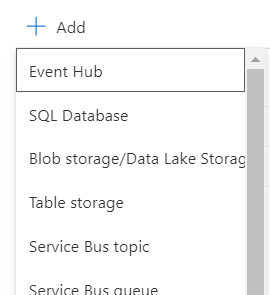 Add
Event Hub
SQL Database
Blob storage/Data Lake Storag
Table storage
Service Bus topic
Service Bus queue